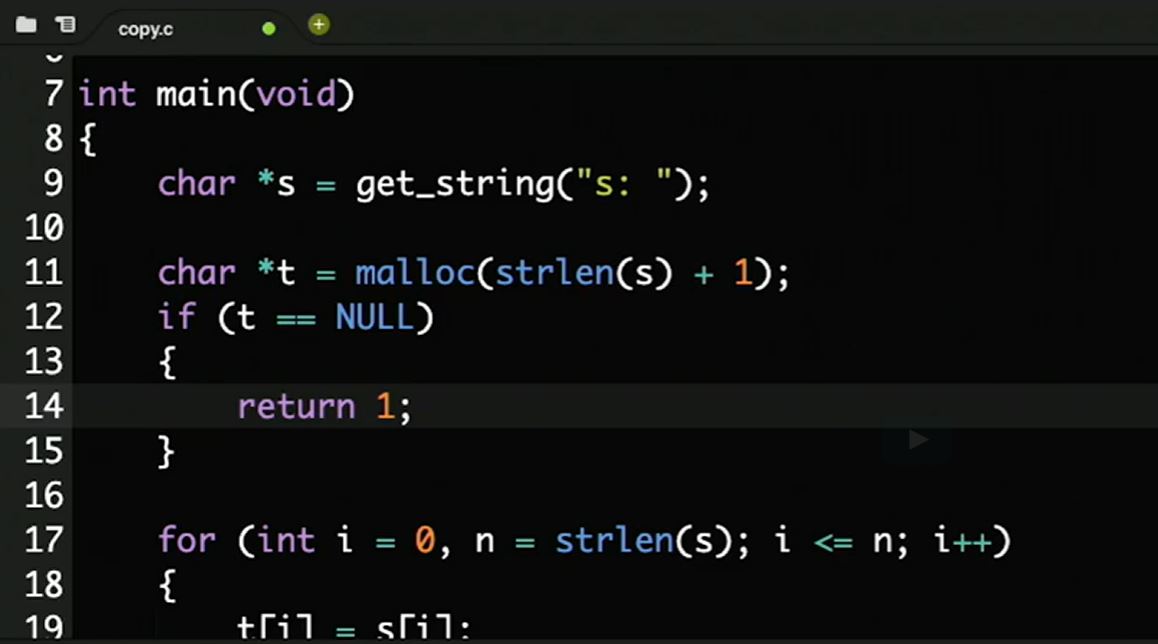 copy.c
6
7 int main(void)
8 {
9     char *s = get_string("s: ");
10
11     char *t = malloc(strlen(s) + 1);
12     if (t == NULL)
13     {
14         return 1;
15     }
16
17     for (int i = 0, n = strlen(s); i <= n; i++)
18     {
19         t[i] = s[i];